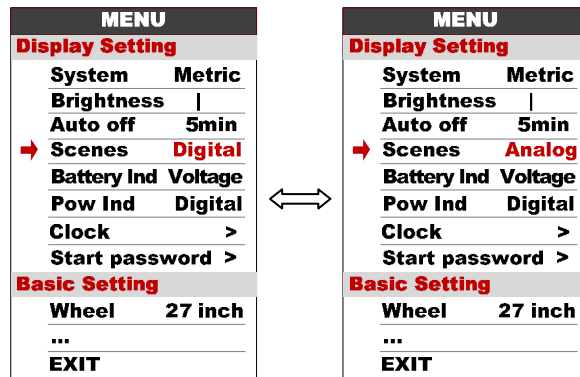 MENU
Display Setting
System Metric
Brightness |
Auto off 5min
Scenes Digital
Battery Ind Voltage
Pow Ind Digital
Clock >
Start password >
Basic Setting
Wheel 27 inch
...
EXIT
MENU
Display Setting
System Metric
Brightness |
Auto off 5min
Scenes Analog
Battery Ind Voltage
Pow Ind Digital
Clock >
Start password >
Basic Setting
Wheel 27 inch
...
EXIT